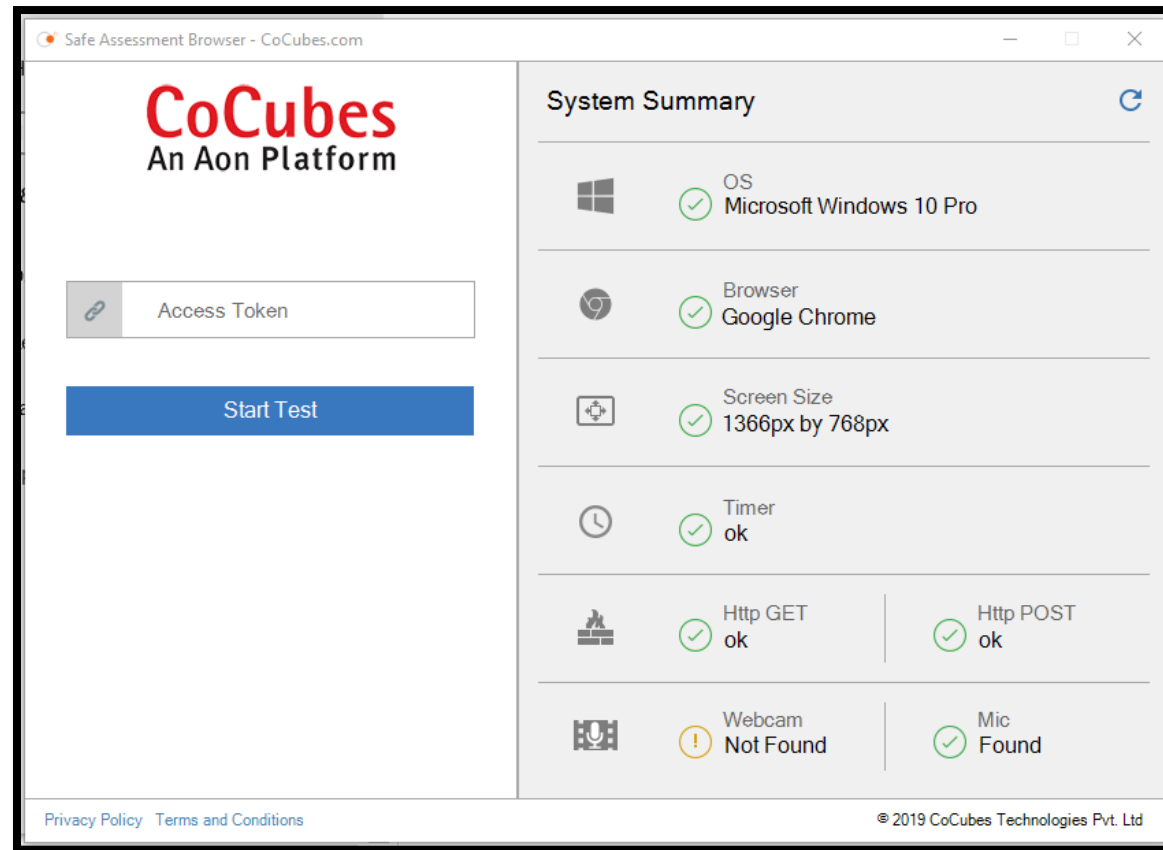 Safe Assessment Browser - CoCubes.com
CoCubes
An Aon Platform
Access Token
Start Test
System Summary
OS
Microsoft Windows 10 Pro
Browser
Google Chrome
Screen Size
1366px by 768px
Timer
ok
Http GET
ok
Http POST
ok
Webcam
Not Found
Mic
Found
Privacy Policy Terms and Conditions
© 2019 CoCubes Technologies Pvt. Ltd